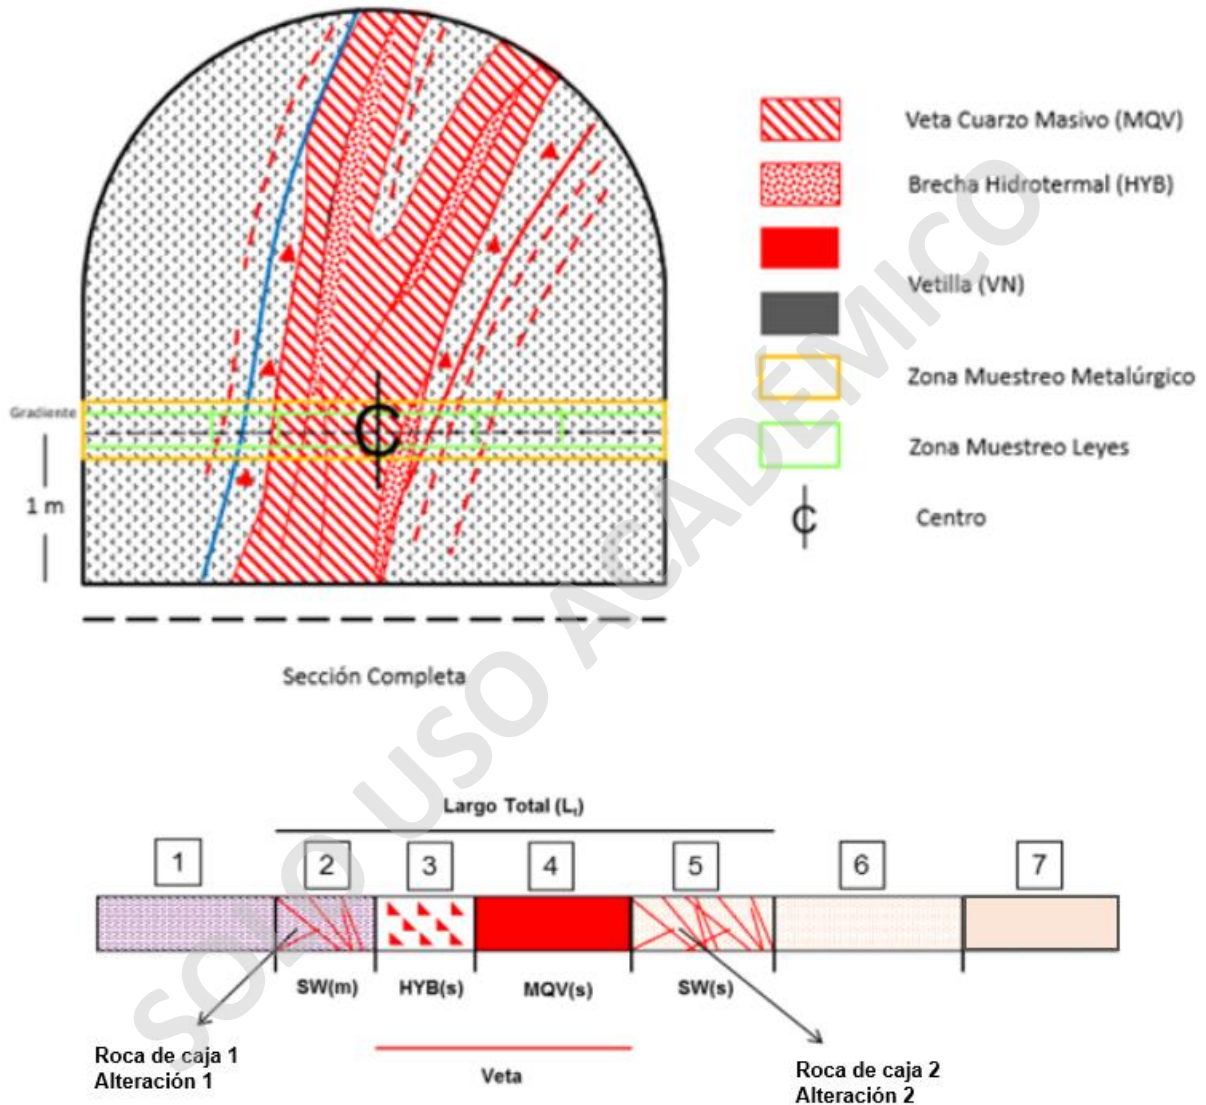 Veta Cuarzo Masivo (MQV)
Brecha Hidrotermal (HYB)
Vetilla (VN)
Zona Muestreo Metalúrgico
Zona Muestreo Leyes
Centro
Gradiente
1 m
Sección Completa
SOLO USO ACADÉMICO
Largo Total (Lt)
1 2 3 4 5 6 7
SW(m) HYB(s) MQV(s) SW(s)
Roca de caja 1
Alteración 1
Veta
Roca de caja 2
Alteración 2